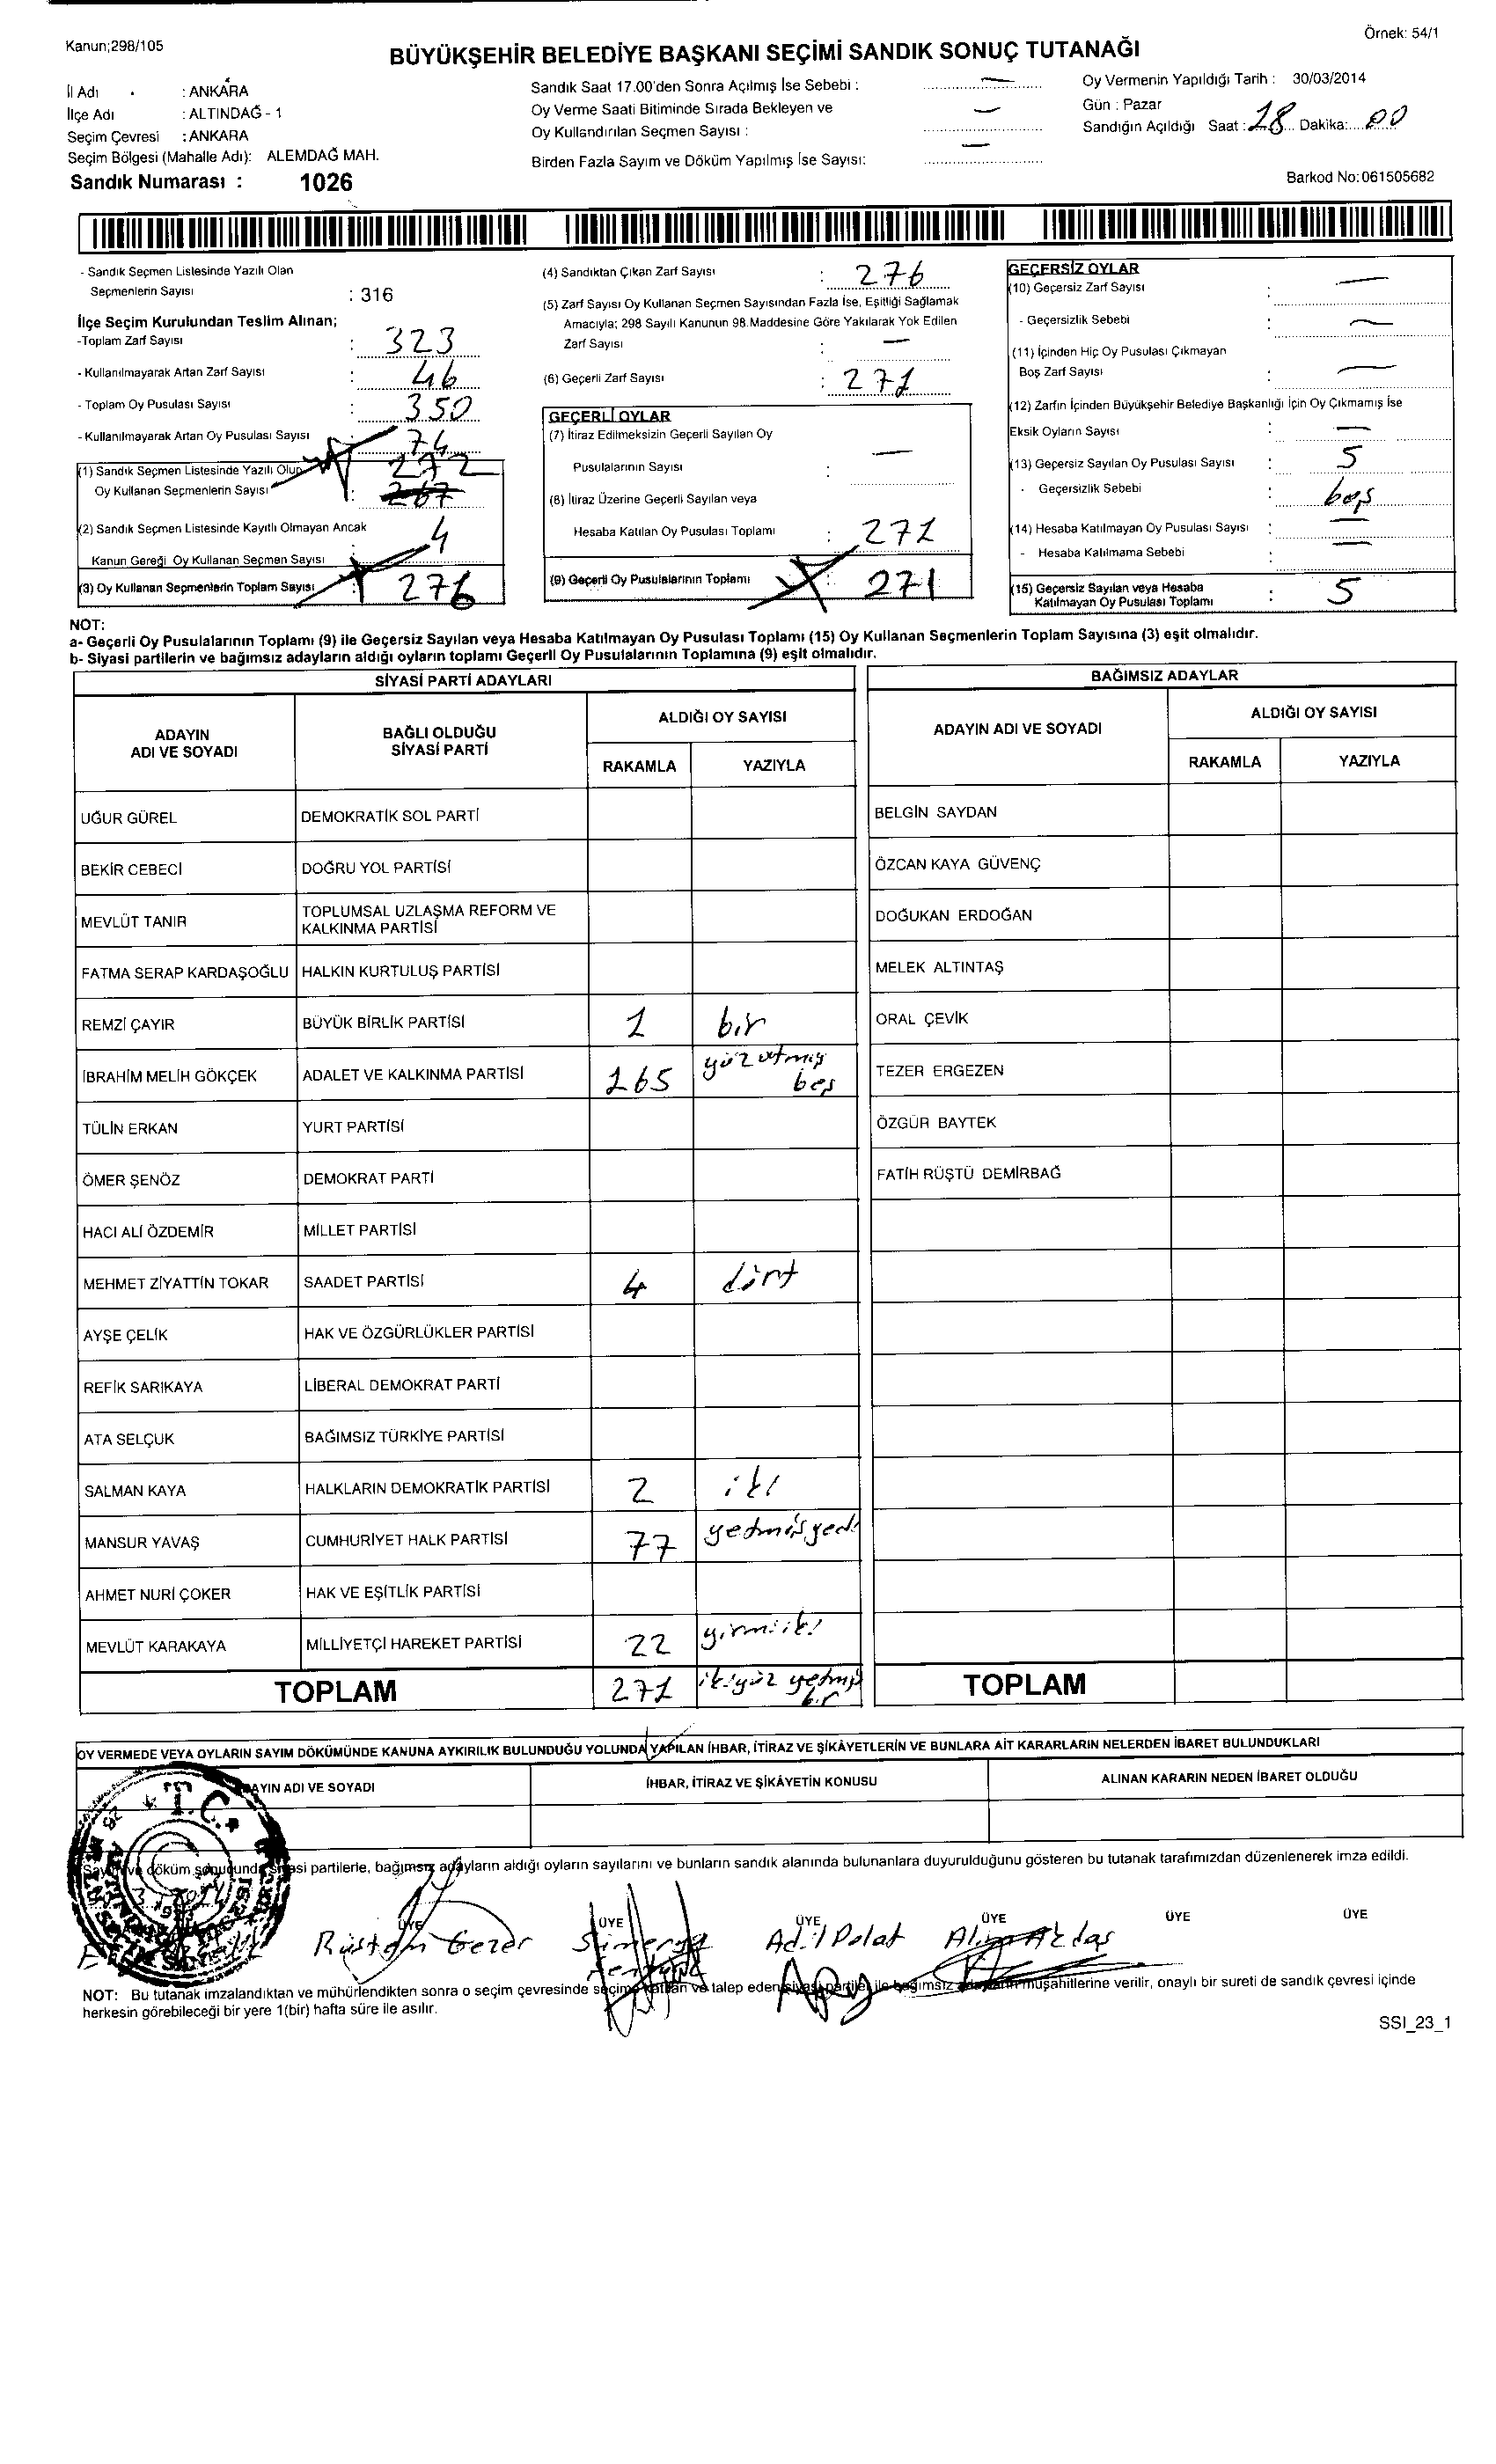 Kanun;298/105
Örnek: 54/1
BÜYÜKŞEHİR BELEDİYE BAŞKANI SEÇİMİ SANDIK SONUÇ TUTANAĞI
İl Adı : ANKARA
İlçe Adı : ALTINDAĞ - 1
Seçim Çevresi : ANKARA
Seçim Bölgesi (Mahalle Adı): ALEMDAĞ MAH.
Sandık Numarası : 1026
Sandık Saat 17.00'den Sonra Açılmış İse Sebebi : —
Oy Verme Saati Bitiminde Sırada Bekleyen ve
Oy Kullandırılan Seçmen Sayısı : —
Birden Fazla Sayım ve Döküm Yapılmış İse Sayısı: —
Oy Vermenin Yapıldığı Tarih : 30/03/2014
Gün : Pazar
Sandığın Açıldığı Saat : 18 Dakika: 00
Barkod No:061505682
- Sandık Seçmen Listesinde Yazılı Olan
Seçmenlerin Sayısı : 316
İlçe Seçim Kurulundan Teslim Alınan;
-Toplam Zarf Sayısı : 323
- Kullanılmayarak Artan Zarf Sayısı : 46
- Toplam Oy Pusulası Sayısı : 350
- Kullanılmayarak Artan Oy Pusulası Sayısı 74
(1) Sandık Seçmen Listesinde Yazılı Olup 272
Oy Kullanan Seçmenlerin Sayısı : 267
(2) Sandık Seçmen Listesinde Kayıtlı Olmayan Ancak
Kanun Gereği Oy Kullanan Seçmen Sayısı : 4
(3) Oy Kullanan Seçmenlerin Toplam Sayısı 276
(4) Sandıktan Çıkan Zarf Sayısı : 276
(5) Zarf Sayısı Oy Kullanan Seçmen Sayısından Fazla İse, Eşitliği Sağlamak
Amacıyla; 298 Sayılı Kanunun 98.Maddesine Göre Yakılarak Yok Edilen
Zarf Sayısı : —
(6) Geçerli Zarf Sayısı : 271
GEÇERLİ OYLAR
(7) İtiraz Edilmeksizin Geçerli Sayılan Oy
Pusulalarının Sayısı : —
(8) İtiraz Üzerine Geçerli Sayılan veya
Hesaba Katılan Oy Pusulası Toplamı : 271
(9) Geçerli Oy Pusulalarının Toplamı 271
GEÇERSİZ OYLAR
(10) Geçersiz Zarf Sayısı : —
- Geçersizlik Sebebi : —
(11) İçinden Hiç Oy Pusulası Çıkmayan
Boş Zarf Sayısı : —
(12) Zarfın İçinden Büyükşehir Belediye Başkanlığı İçin Oy Çıkmamış İse
Eksik Oyların Sayısı : —
(13) Geçersiz Sayılan Oy Pusulası Sayısı : 5
- Geçersizlik Sebebi : beş
(14) Hesaba Katılmayan Oy Pusulası Sayısı : —
- Hesaba Katılmama Sebebi : —
(15) Geçersiz Sayılan veya Hesaba
Katılmayan Oy Pusulası Toplamı : 5
NOT:
a- Geçerli Oy Pusulalarının Toplamı (9) ile Geçersiz Sayılan veya Hesaba Katılmayan Oy Pusulası Toplamı (15) Oy Kullanan Seçmenlerin Toplam Sayısına (3) eşit olmalıdır.
b- Siyasi partilerin ve bağımsız adayların aldığı oyların toplamı Geçerli Oy Pusulalarının Toplamına (9) eşit olmalıdır.
SİYASİ PARTİ ADAYLARI
ADAYIN ADI VE SOYADI
BAĞLI OLDUĞU SİYASİ PARTİ
ALDIĞI OY SAYISI
RAKAMLA YAZIYLA
UĞUR GÜREL DEMOKRATİK SOL PARTİ
BEKİR CEBECİ DOĞRU YOL PARTİSİ
MEVLÜT TANIR TOPLUMSAL UZLAŞMA REFORM VE
KALKINMA PARTİSİ
FATMA SERAP KARDAŞOĞLU HALKIN KURTULUŞ PARTİSİ
REMZİ ÇAYIR BÜYÜK BİRLİK PARTİSİ 1 bir
İBRAHİM MELİH GÖKÇEK ADALET VE KALKINMA PARTİSİ 165 yüz atmış
beş
TÜLİN ERKAN YURT PARTİSİ
ÖMER ŞENÖZ DEMOKRAT PARTİ
HACI ALİ ÖZDEMİR MİLLET PARTİSİ
MEHMET ZİYATTİN TOKAR SAADET PARTİSİ 4 dört
AYŞE ÇELİK HAK VE ÖZGÜRLÜKLER PARTİSİ
REFİK SARIKAYA LİBERAL DEMOKRAT PARTİ
ATA SELÇUK BAĞIMSIZ TÜRKİYE PARTİSİ
SALMAN KAYA HALKLARIN DEMOKRATİK PARTİSİ 2 iki
MANSUR YAVAŞ CUMHURİYET HALK PARTİSİ 77 yetmiş yedi
AHMET NURİ ÇOKER HAK VE EŞİTLİK PARTİSİ
MEVLÜT KARAKAYA MİLLİYETÇİ HAREKET PARTİSİ 22 yirmiiki
TOPLAM 271 ikiyüz yetmiş
bir
BAĞIMSIZ ADAYLAR
ADAYIN ADI VE SOYADI
ALDIĞI OY SAYISI
RAKAMLA YAZIYLA
BELGİN SAYDAN
ÖZCAN KAYA GÜVENÇ
DOĞUKAN ERDOĞAN
MELEK ALTINTAŞ
ORAL ÇEVİK
TEZER ERGEZEN
ÖZGÜR BAYTEK
FATİH RÜŞTÜ DEMİRBAĞ
TOPLAM
OY VERMEDE VEYA OYLARIN SAYIM DÖKÜMÜNDE KANUNA AYKIRILIK BULUNDUĞU YOLUNDA YAPILAN İHBAR, İTİRAZ VE ŞİKÂYETLERİN VE BUNLARA AİT KARARLARIN NELERDEN İBARET BULUNDUKLARI
AYIN ADI VE SOYADI
İHBAR, İTİRAZ VE ŞİKÂYETİN KONUSU
ALINAN KARARIN NEDEN İBARET OLDUĞU
T.C.
döküm sonucunda siyasi partilerle, bağımsız adayların aldığı oyların sayılarını ve bunların sandık alanında bulunanlara duyurulduğunu gösteren bu tutanak tarafımızdan düzenlenerek imza edildi.
ÜYE ÜYE ÜYE ÜYE ÜYE ÜYE
Rüstem Gezer Adil Polat
NOT: Bu tutanak imzalandıktan ve mühürlendikten sonra o seçim çevresinde seçime katılan ve talep eden siyasi partiler ile bağımsız adayların müşahitlerine verilir, onaylı bir sureti de sandık çevresi içinde
herkesin görebileceği bir yere 1(bir) hafta süre ile asılır.
SSI_23_1